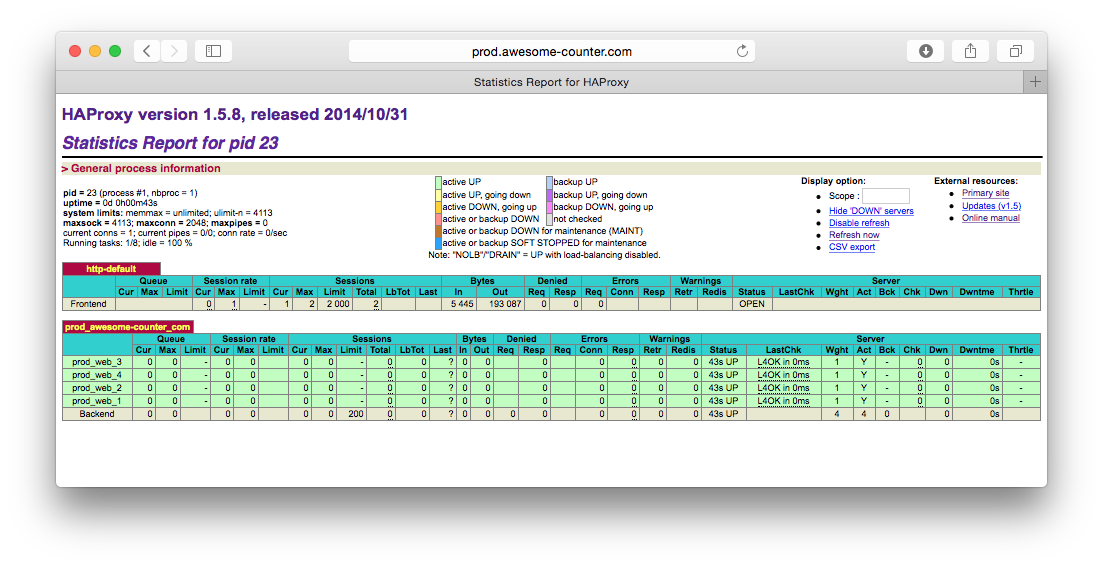 prod.awesome-counter.com
Statistics Report for HAProxy
HAProxy version 1.5.8, released 2014/10/31
Statistics Report for pid 23
> General process information
pid = 23 (process #1, nbproc = 1)
uptime = 0d 0h00m43s
system limits: memmax = unlimited; ulimit-n = 4113
maxsock = 4113; maxconn = 2048; maxpipes = 0
current conns = 1; current pipes = 0/0; conn rate = 0/sec
Running tasks: 1/8; idle = 100 %
active UP backup UP
active UP, going down backup UP, going down
active DOWN, going up backup DOWN, going up
active or backup DOWN not checked
active or backup DOWN for maintenance (MAINT)
active or backup SOFT STOPPED for maintenance
Note: "NOLB"/"DRAIN" = UP with load-balancing disabled.
Display option:
• Scope :
• Hide 'DOWN' servers
• Disable refresh
• Refresh now
• CSV export
External resources:
• Primary site
• Updates (v1.5)
• Online manual
http-default
Queue Session rate Sessions Bytes Denied Errors Warnings Server
Cur Max Limit Cur Max Limit Cur Max Limit Total LbTot Last In Out Req Resp Req Conn Resp Retr Redis Status LastChk Wght Act Bck Chk Dwn Dwntme Thrtle
Frontend 0 1 - 1 2 2 000 2 5 445 193 087 0 0 0 OPEN
prod_awesome-counter_com
Queue Session rate Sessions Bytes Denied Errors Warnings Server
Cur Max Limit Cur Max Limit Cur Max Limit Total LbTot Last In Out Req Resp Req Conn Resp Retr Redis Status LastChk Wght Act Bck Chk Dwn Dwntme Thrtle
prod_web_3 0 0 - 0 0 0 0 - 0 0 ? 0 0 0 0 0 0 0 43s UP L4OK in 0ms 1 Y - 0 0 0s -
prod_web_4 0 0 - 0 0 0 0 - 0 0 ? 0 0 0 0 0 0 0 43s UP L4OK in 0ms 1 Y - 0 0 0s -
prod_web_2 0 0 - 0 0 0 0 - 0 0 ? 0 0 0 0 0 0 0 43s UP L4OK in 0ms 1 Y - 0 0 0s -
prod_web_1 0 0 - 0 0 0 0 - 0 0 ? 0 0 0 0 0 0 0 43s UP L4OK in 0ms 1 Y - 0 0 0s -
Backend 0 0 0 0 0 0 200 0 0 ? 0 0 0 0 0 0 0 0 43s UP 4 4 0 0 0s